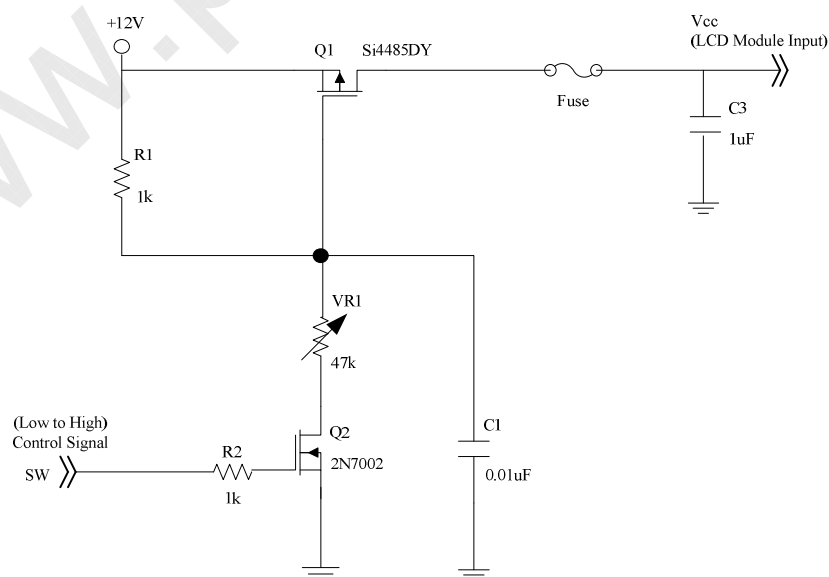 +12V
Q1
Si4485DY
Vcc
(LCD Module Input)
Fuse
C3
1uF
R1
1k
VR1
47k
(Low to High)
Control Signal
SW
R2
1k
Q2
2N7002
C1
0.01uF